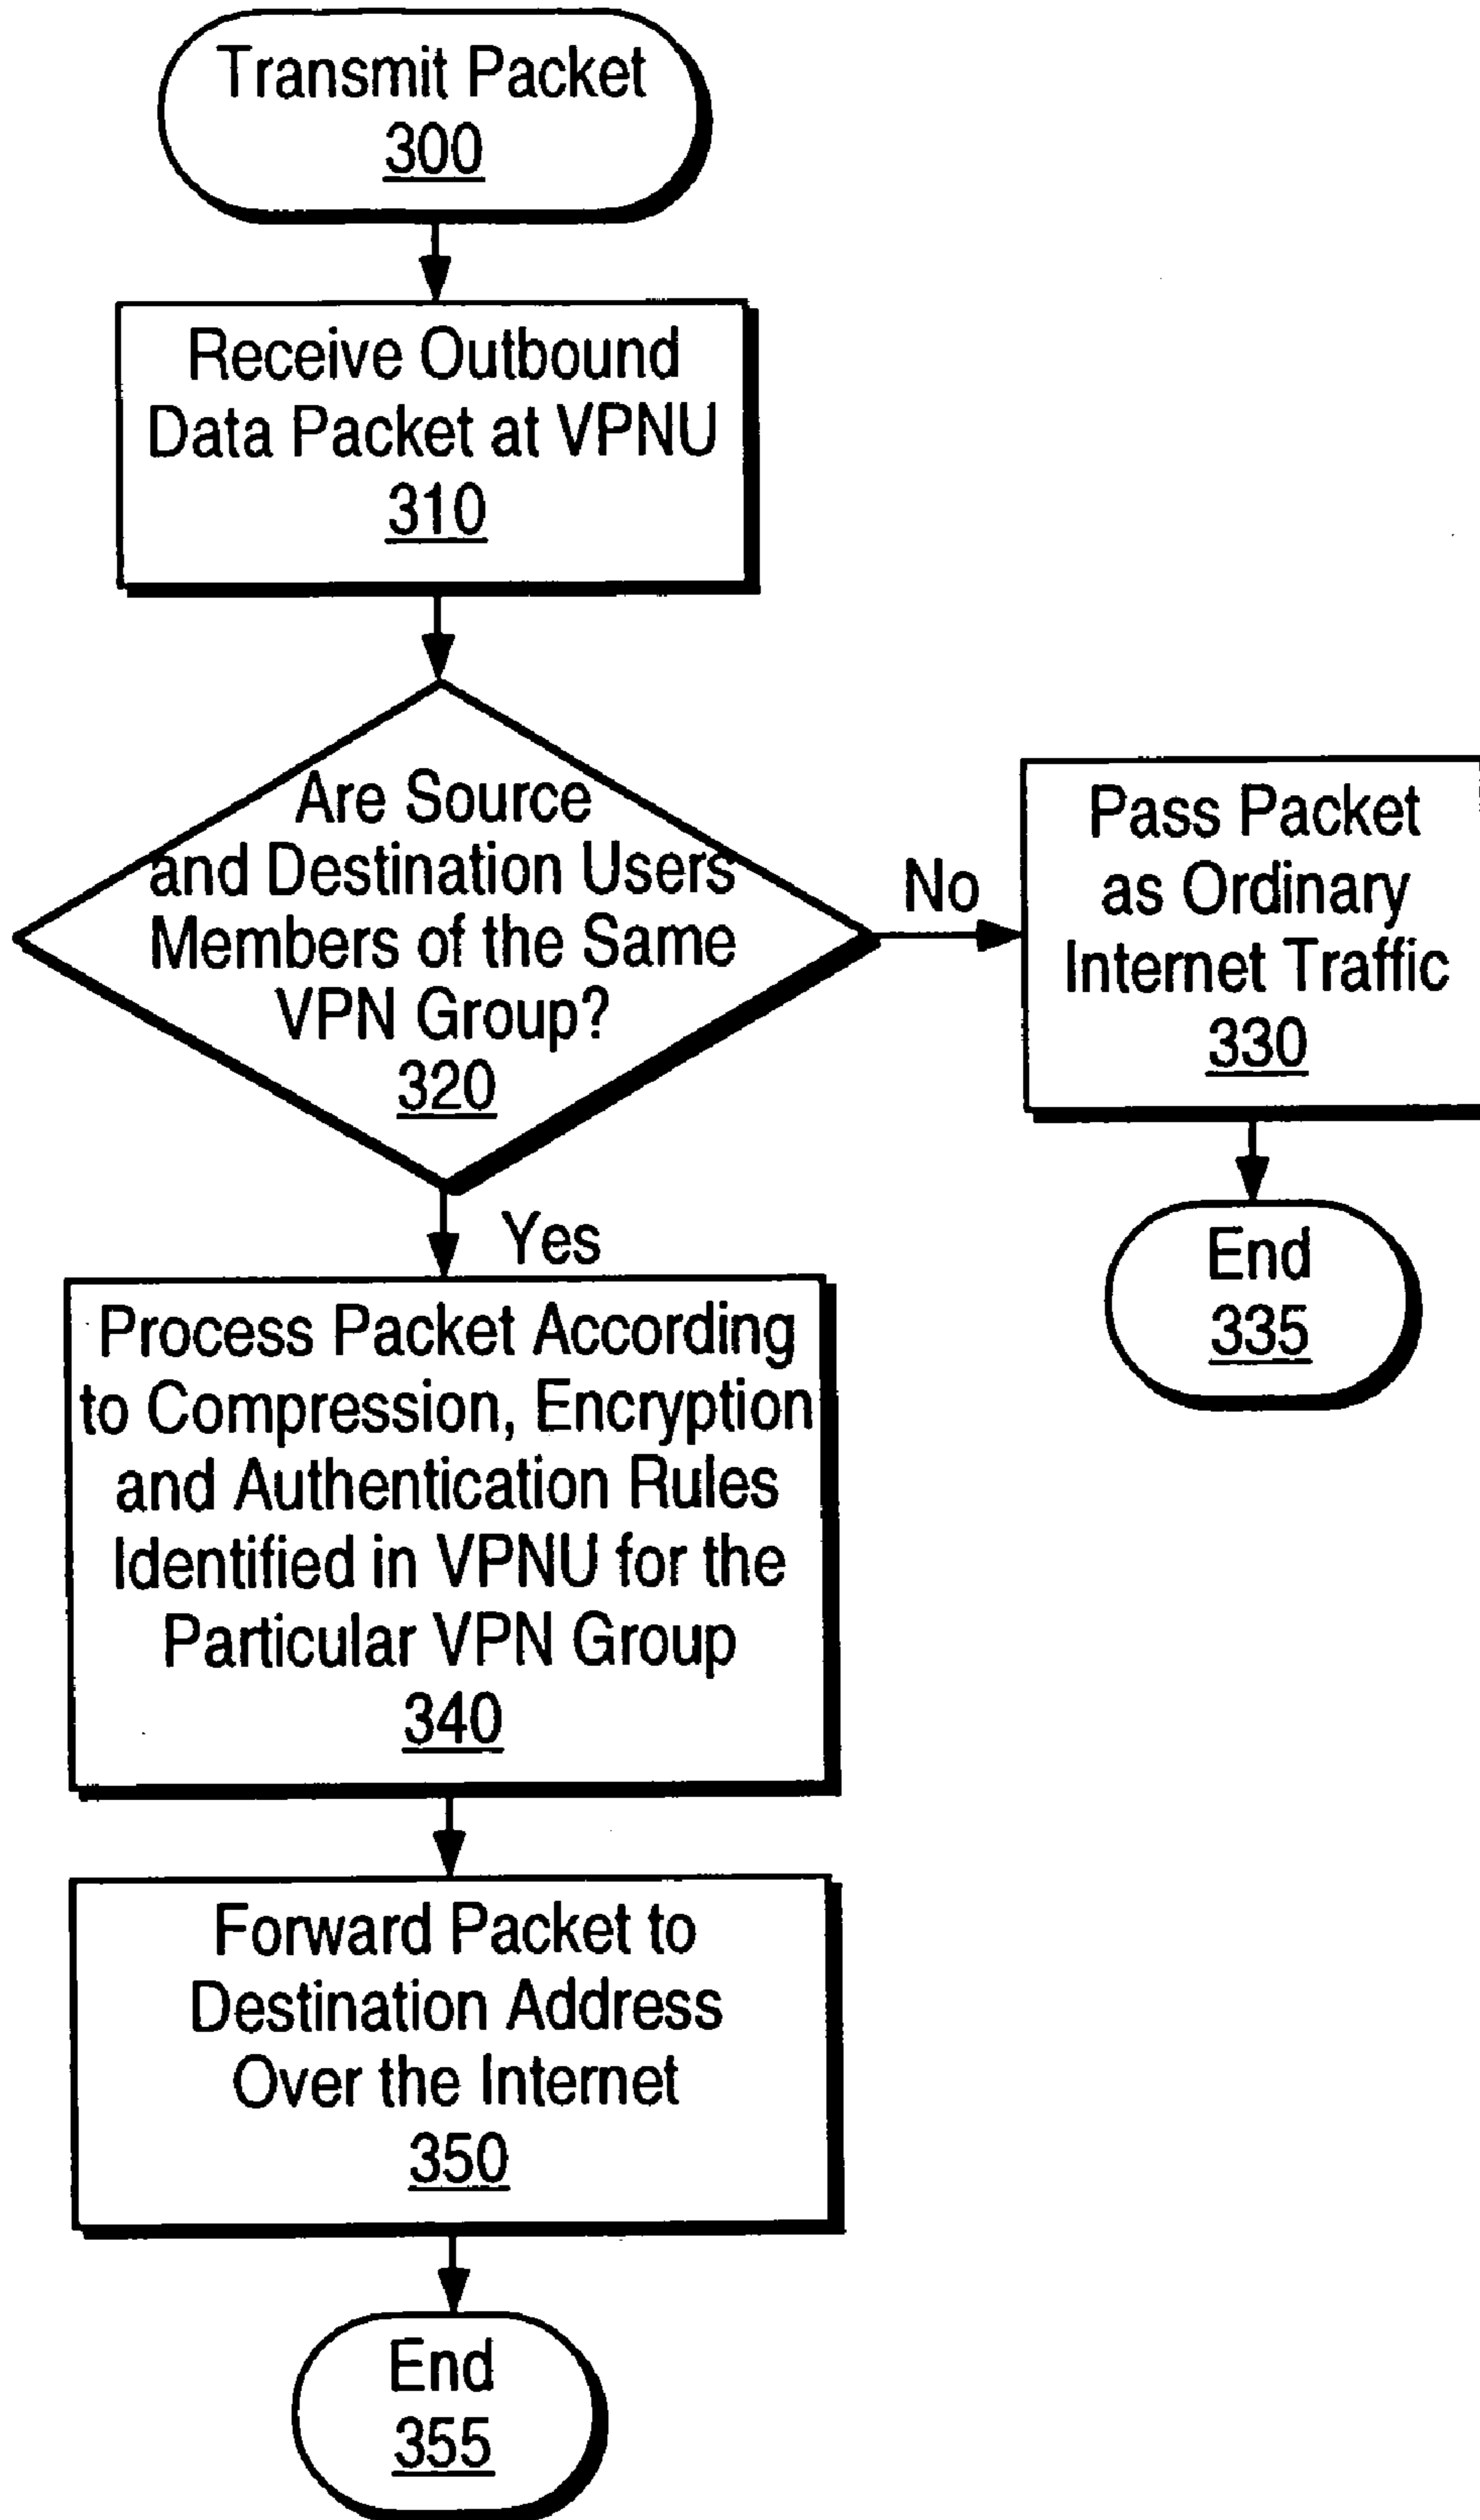 Transmit Packet
300
Receive Outbound
Data Packet at VPNU
310
Are Source
and Destination Users
Members of the Same
VPN Group?
320
No
Pass Packet
as Ordinary
Internet Traffic
330
End
335
Yes
Process Packet According
to Compression, Encryption
and Authentication Rules
Identified in VPNU for the
Particular VPN Group
340
Forward Packet to
Destination Address
Over the Internet
350
End
355